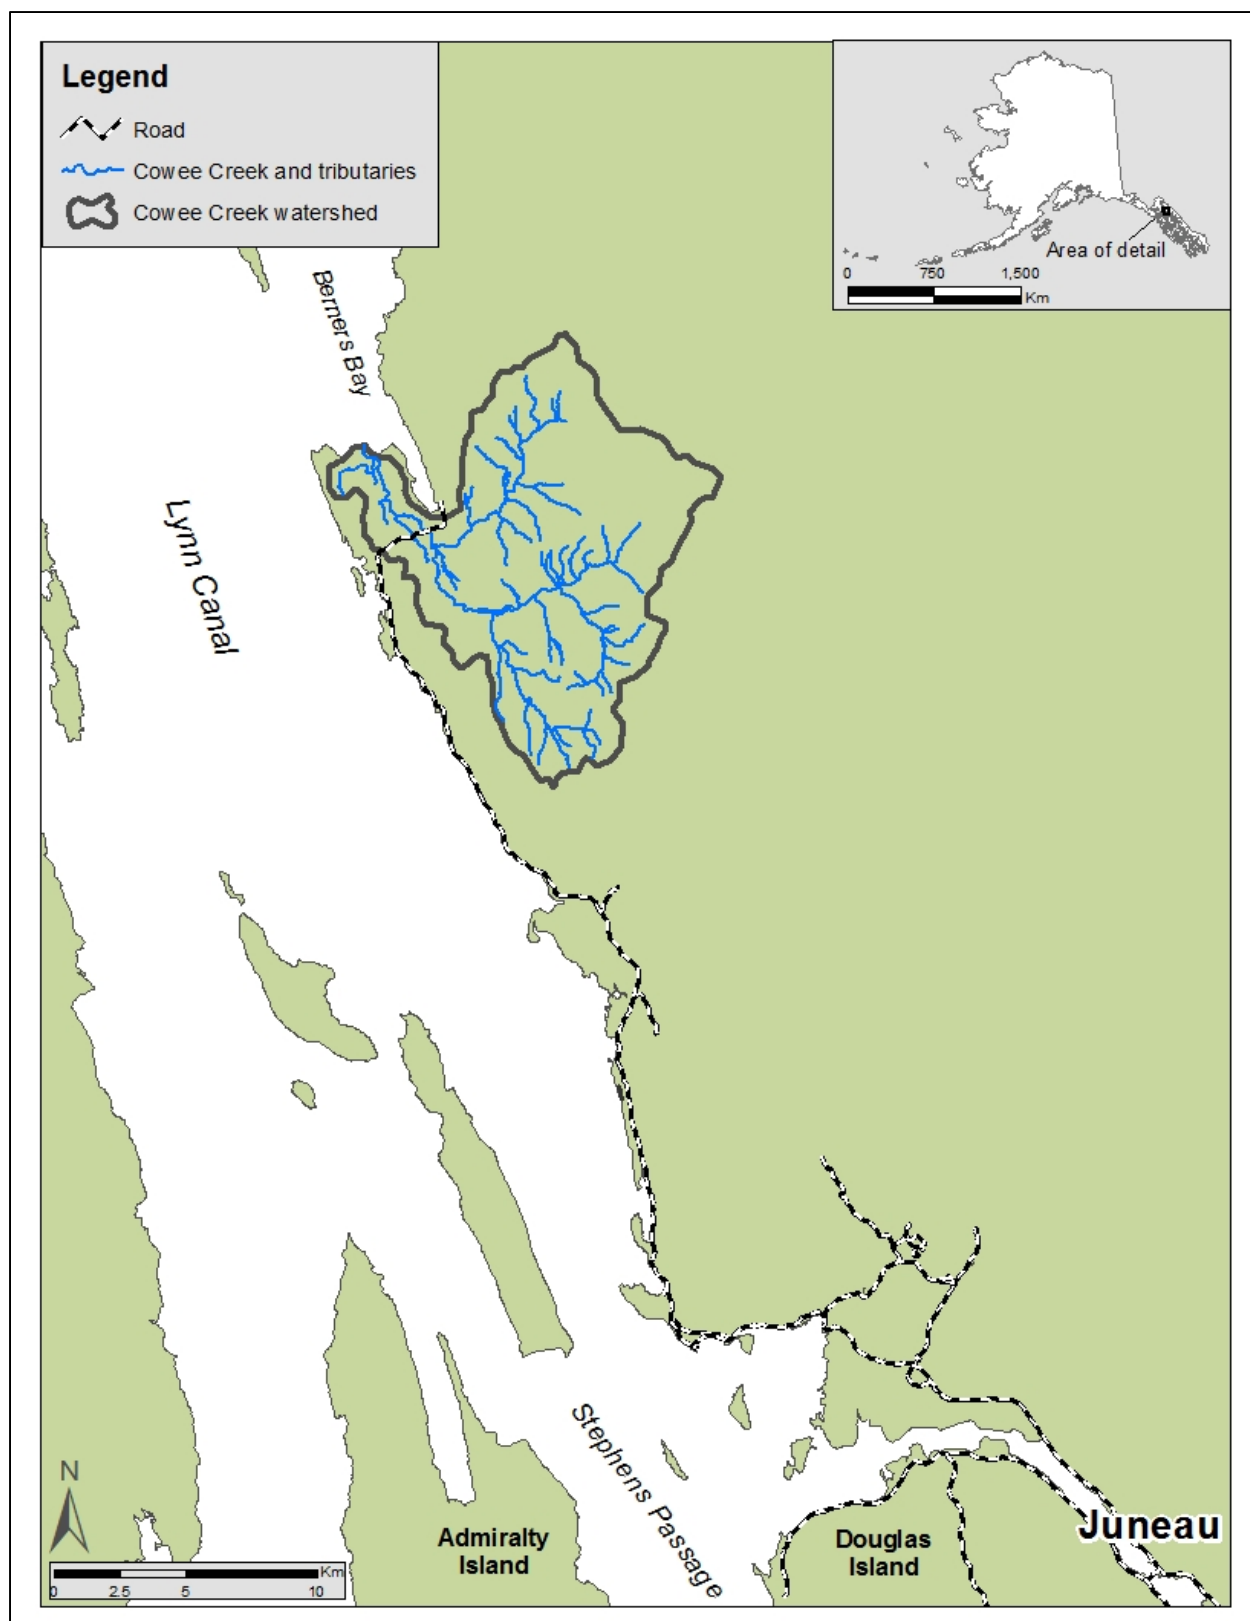 Legend
Road
Cowee Creek and tributaries
Cowee Creek watershed
Area of detail
0 750 1,500
Km
Berners Bay
Lynn Canal
Stephens Passage
Admiralty
Island
Douglas
Island
Juneau
N
Km
0 2.5 5 10